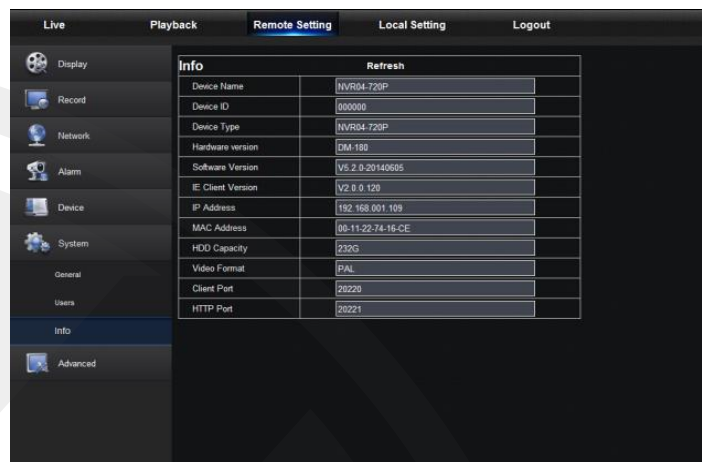 Live Playback Remote Setting Local Setting Logout
Display
Record
Network
Alarm
Device
System
General
Users
Info
Advanced
Info Refresh
Device Name NVR04-720P
Device ID 000000
Device Type NVR04-720P
Hardware version DM-180
Software Version V5.2.0-20140605
IE Client Version V2.0.0.120
IP Address 192.168.001.109
MAC Address 00-11-22-74-16-CE
HDD Capacity 232G
Video Format PAL
Client Port 20220
HTTP Port 20221